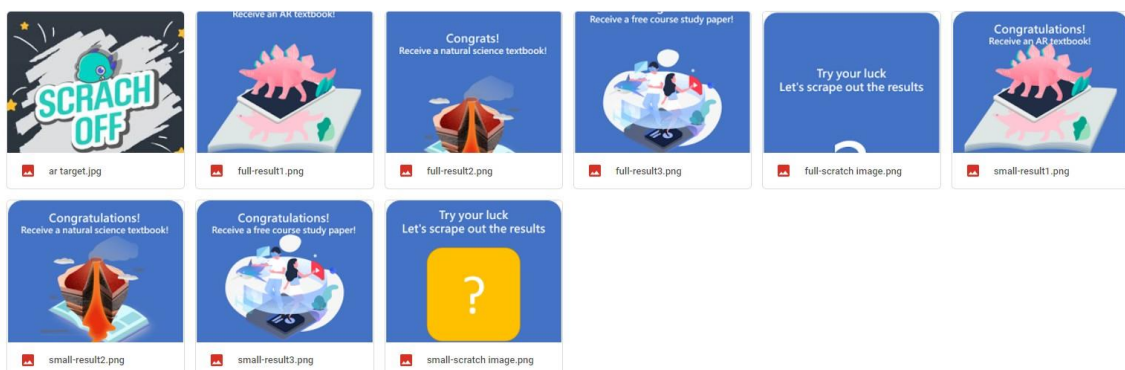 SCRACH
OFF
ar target.jpg
Receive an AR textbook!
full-result1.png
Congrats!
Receive a natural science textbook!
full-result2.png
Receive a free course study paper!
full-result3.png
Try your luck
Let's scrape out the results
?
full-scratch image.png
Congratulations!
Receive an AR textbook!
small-result1.png
Congratulations!
Receive a natural science textbook!
small-result2.png
Congratulations!
Receive a free course study paper!
small-result3.png
Try your luck
Let's scrape out the results
?
small-scratch image.png